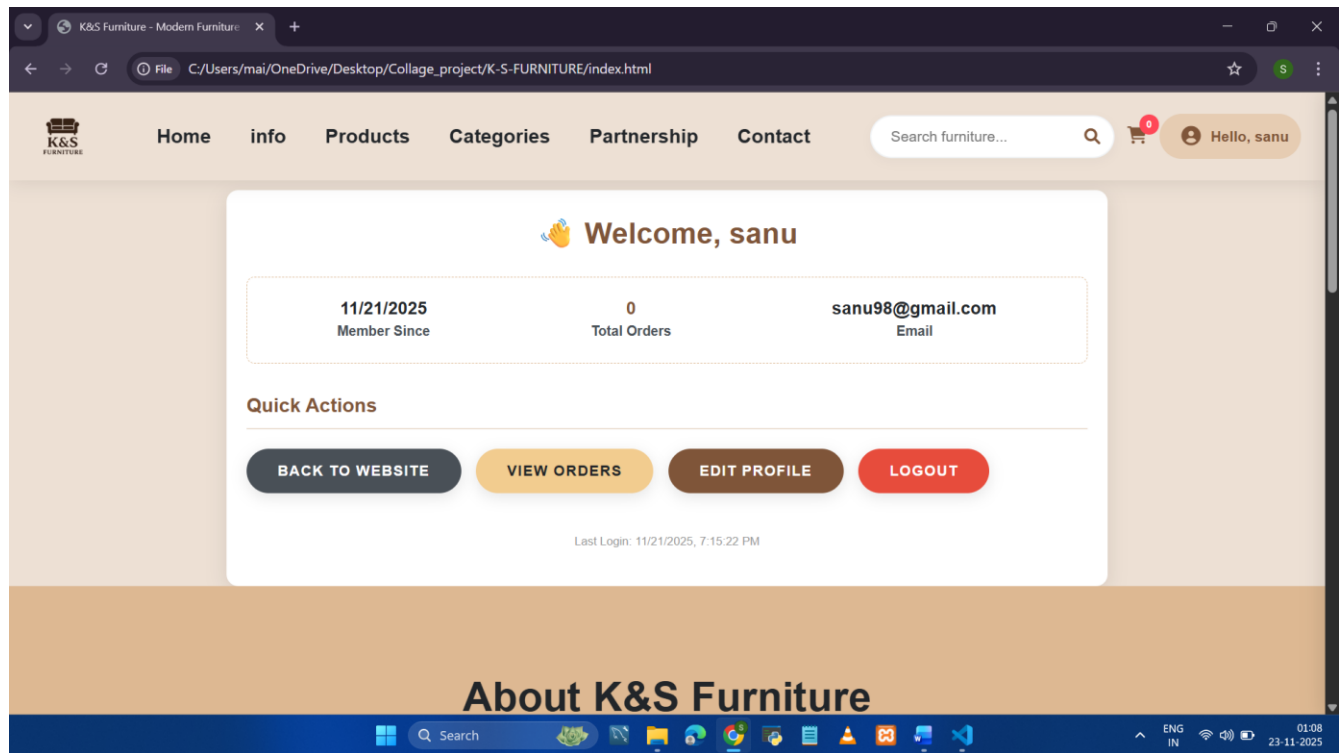 K&S Furniture - Modern Furniture
File C:/Users/mai/OneDrive/Desktop/Collage_project/K-S-FURNITURE/index.html S
K&S
FURNITURE
Home info Products Categories Partnership Contact Search furniture... 0 Hello, sanu
👋 Welcome, sanu
11/21/2025 0 sanu98@gmail.com
Member Since Total Orders Email
Quick Actions
BACK TO WEBSITE VIEW ORDERS EDIT PROFILE LOGOUT
Last Login: 11/21/2025, 7:15:22 PM
About K&S Furniture
Search
ENG 01:08
IN 23-11-2025